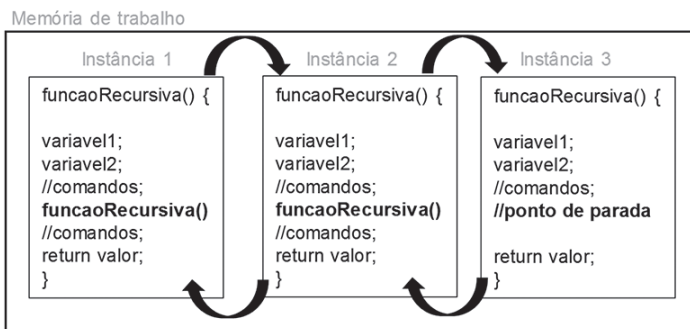 Memória de trabalho
Instância 1
funcaoRecursiva() {
variavel1;
variavel2;
//comandos;
funcaoRecursiva()
//comandos;
return valor;
}
Instância 2
funcaoRecursiva() {
variavel1;
variavel2;
//comandos;
funcaoRecursiva()
//comandos;
return valor;
}
Instância 3
funcaoRecursiva() {
variavel1;
variavel2;
//comandos;
//ponto de parada
return valor;
}